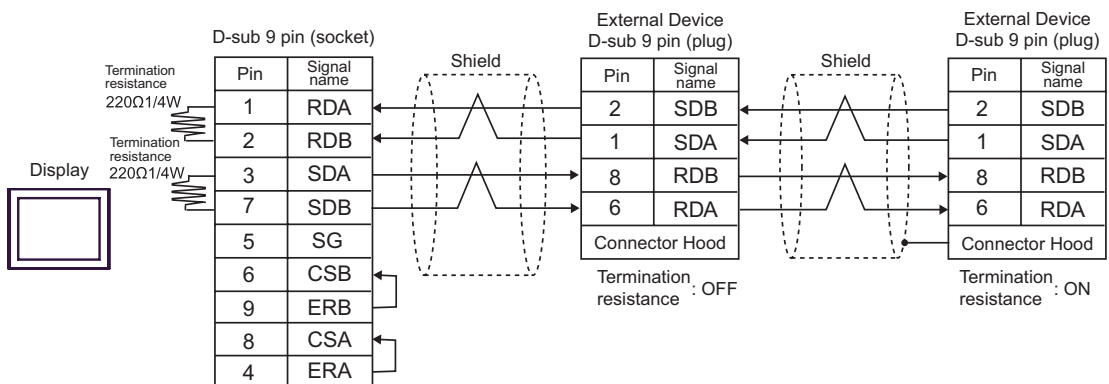 External Device
D-sub 9 pin (plug)
External Device
D-sub 9 pin (plug)
D-sub 9 pin (socket)
Shield
Shield
Termination
resistance
220Ω1/4W
Termination
resistance
220Ω1/4W
Display
Pin Signal name
1 RDA
2 RDB
3 SDA
7 SDB
5 SG
6 CSB
9 ERB
8 CSA
4 ERA
Pin Signal name
2 SDB
1 SDA
8 RDB
6 RDA
Connector Hood
Termination resistance : OFF
Pin Signal name
2 SDB
1 SDA
8 RDB
6 RDA
Connector Hood
Termination resistance : ON